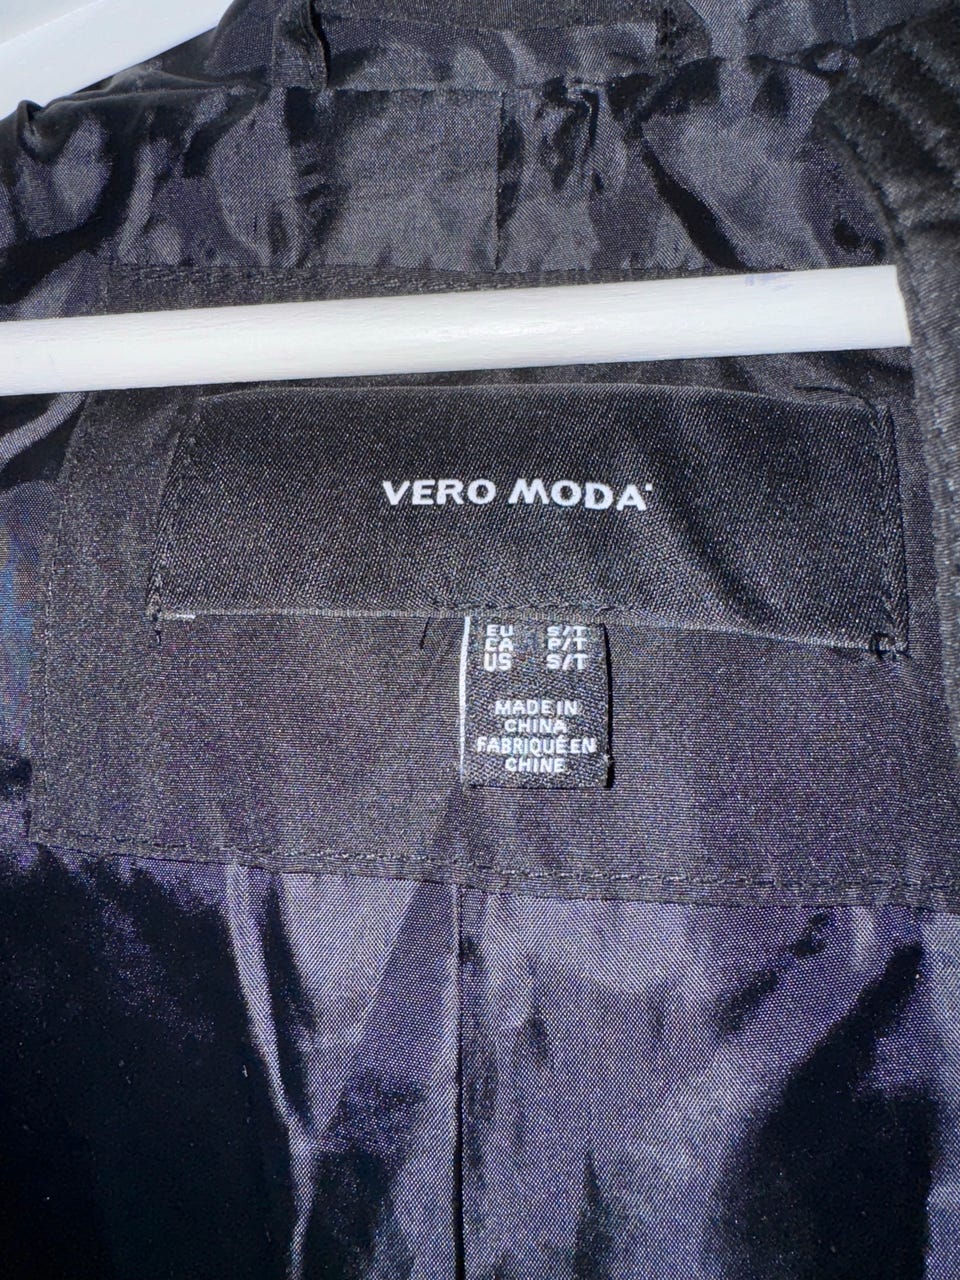 VERO MODA
EU S/T
CA P/T
US S/T
MADE IN
CHINA
FABRIQUÉ EN
CHINE